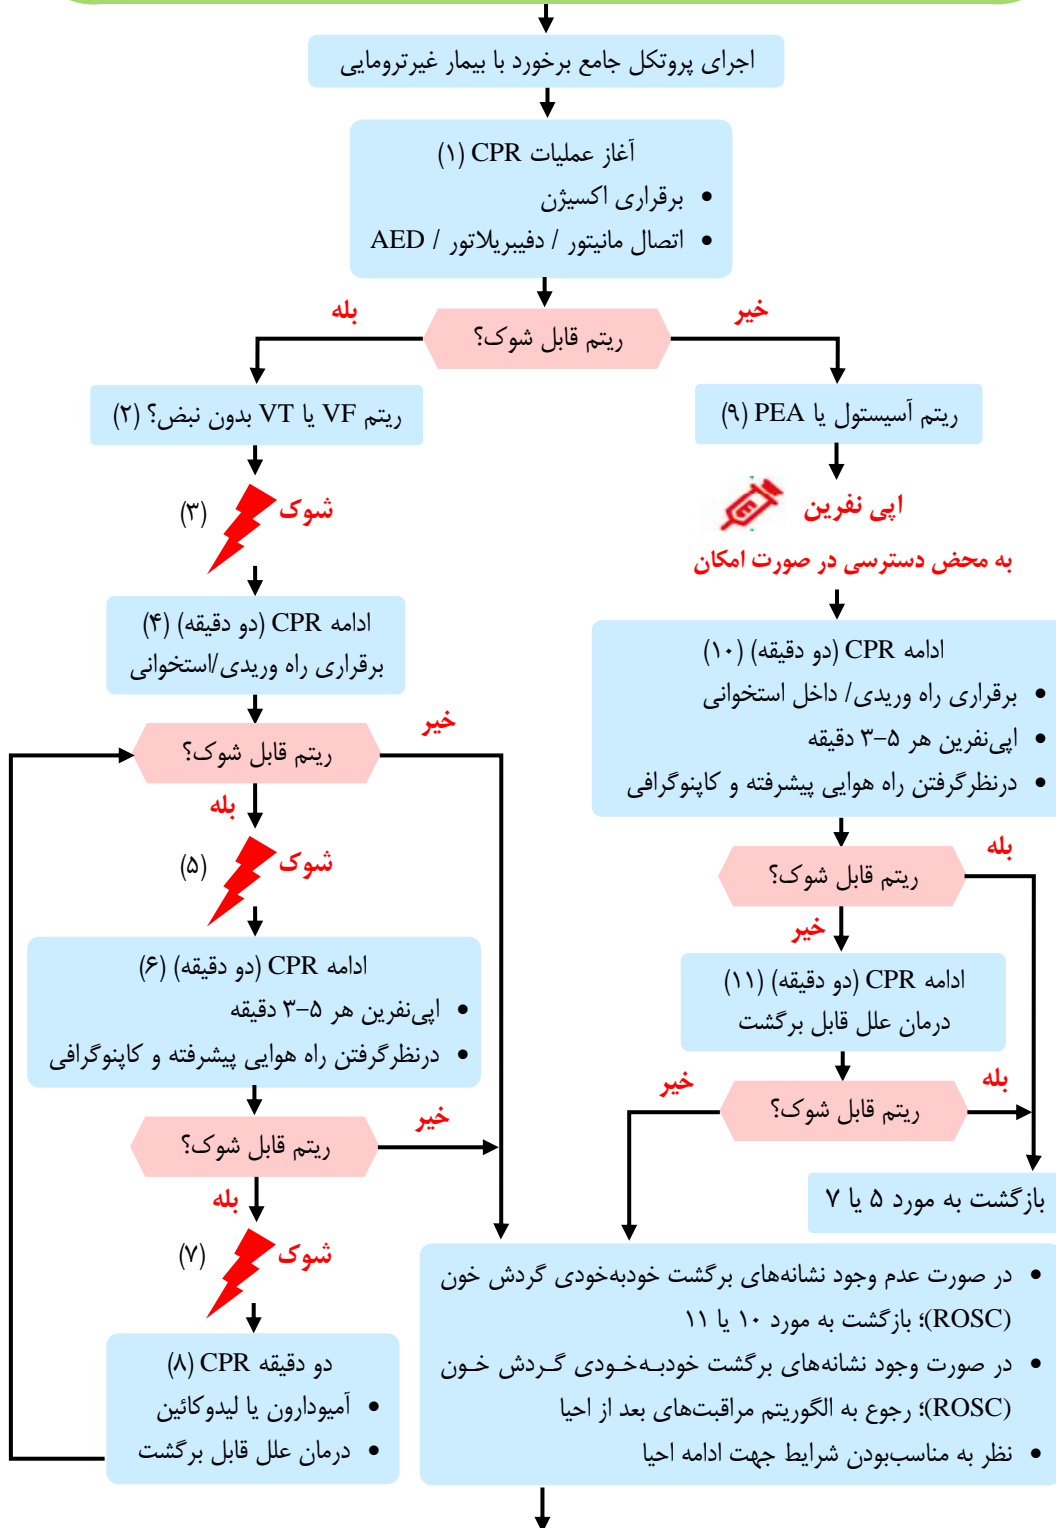 اجرای پروتکل جامع برخورد با بیمار غیرترومایی
آغاز عملیات CPR (۱)
• برقراری اکسیژن
• اتصال مانیتور / دفیبریلاتور / AED
ریتم قابل شوک؟
بله
خیر
ریتم VF یا VT بدون نبض؟ (۲)
شوک (۳)
ادامه CPR (دو دقیقه) (۴)
برقراری راه وریدی/استخوانی
ریتم قابل شوک؟
خیر
بله
شوک (۵)
ادامه CPR (دو دقیقه) (۶)
• اپی‌نفرین هر ۵-۳ دقیقه
• درنظرگرفتن راه هوایی پیشرفته و کاپنوگرافی
ریتم قابل شوک؟
خیر
بله
شوک (۷)
دو دقیقه CPR (۸)
• آمیودارون یا لیدوکائین
• درمان علل قابل برگشت
ریتم آسیستول یا PEA (۹)
اپی نفرین
به محض دسترسی در صورت امکان
ادامه CPR (دو دقیقه) (۱۰)
• برقراری راه وریدی/ داخل استخوانی
• اپی‌نفرین هر ۵-۳ دقیقه
• درنظرگرفتن راه هوایی پیشرفته و کاپنوگرافی
ریتم قابل شوک؟
بله
خیر
ادامه CPR (دو دقیقه) (۱۱)
درمان علل قابل برگشت
ریتم قابل شوک؟
بله
خیر
بازگشت به مورد ۵ یا ۷
• در صورت عدم وجود نشانه‌های برگشت خودبه‌خودی گردش خون
(ROSC)؛ بازگشت به مورد ۱۰ یا ۱۱
• در صورت وجود نشانه‌های برگشت خودبه‌خودی گردش خون
(ROSC)؛ رجوع به الگوریتم مراقبت‌های بعد از احیا
• نظر به مناسب‌بودن شرایط جهت ادامه احیا